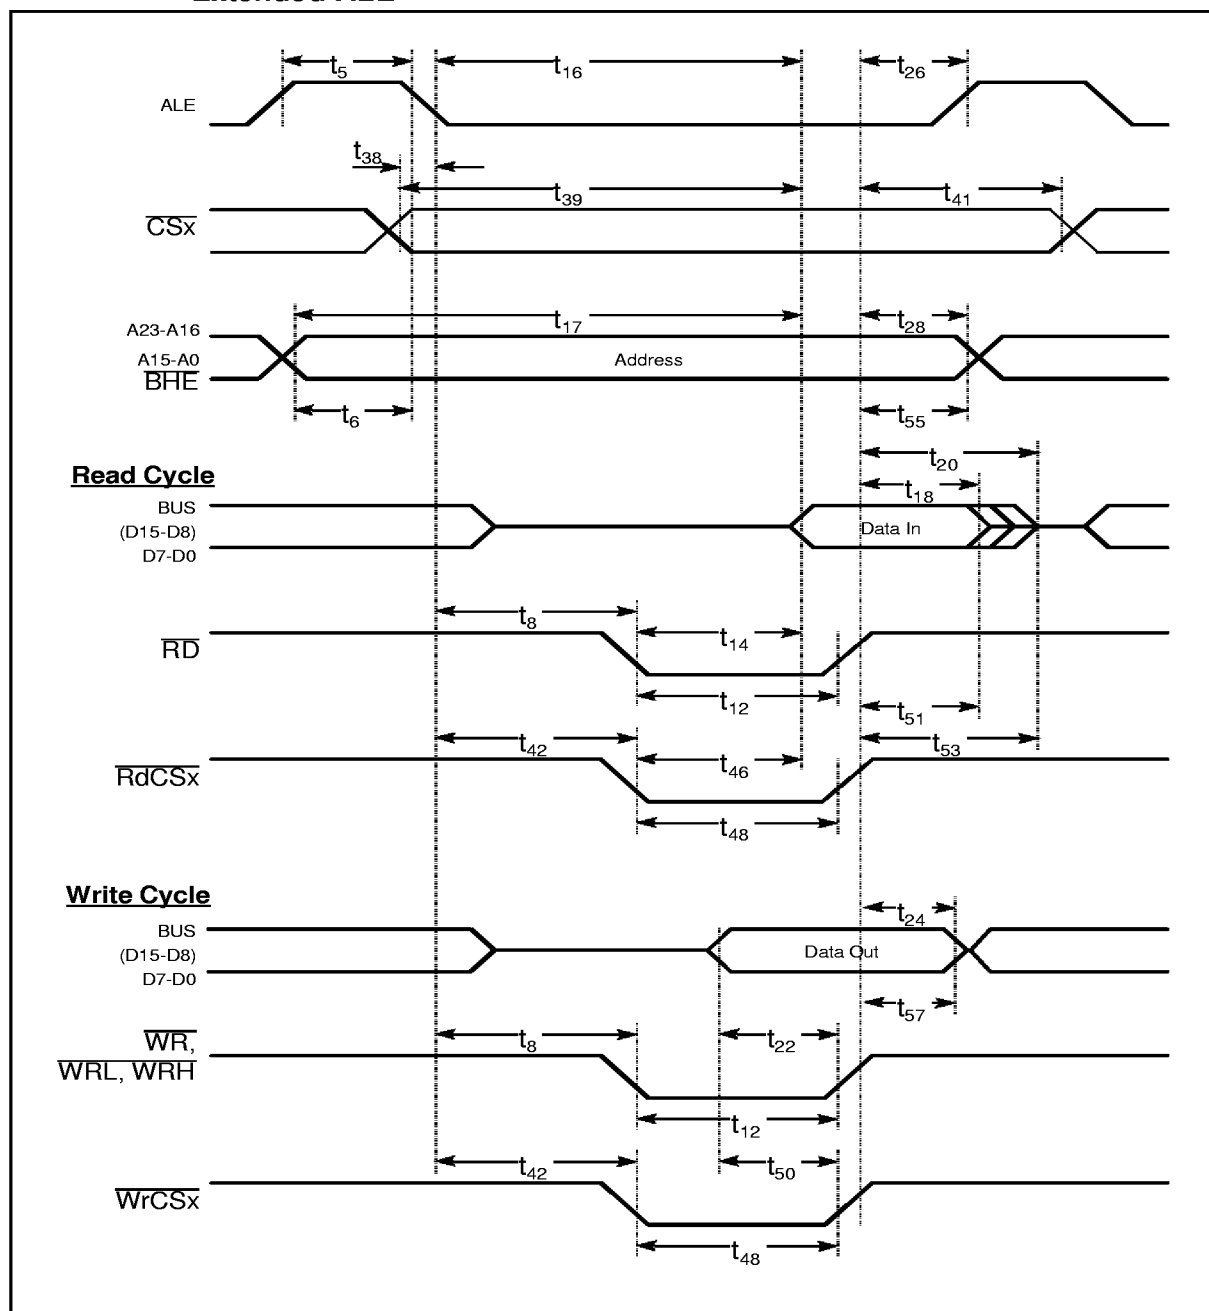 t5 t16 t26
ALE
t38
t39 t41
CSx
t17 t28
A23-A16
A15-A0 Address
BHE
t6 t55
t20
Read Cycle
t18
BUS
(D15-D8) Data In
D7-D0
t8
t14
RD
t12 t51
t42 t46 t53
RdCSx
t48
Write Cycle
t24
BUS
(D15-D8) Data Out
D7-D0
t57
t8 t22
WR,
WRL, WRH
t12
t42 t50
WrCSx
t48